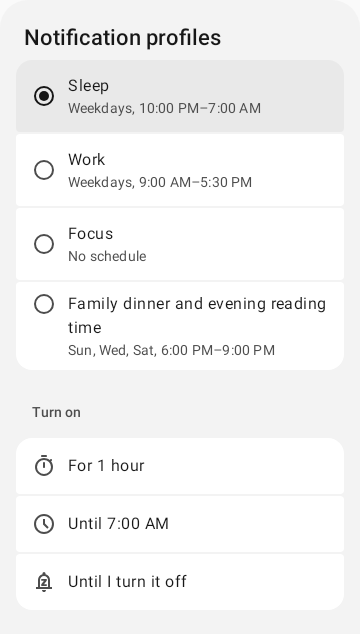 Notification profiles
Sleep
Weekdays, 10:00 PM–7:00 AM
Work
Weekdays, 9:00 AM–5:30 PM
Focus
No schedule
Family dinner and evening reading
time
Sun, Wed, Sat, 6:00 PM–9:00 PM
Turn on
For 1 hour
Until 7:00 AM
Until I turn it off